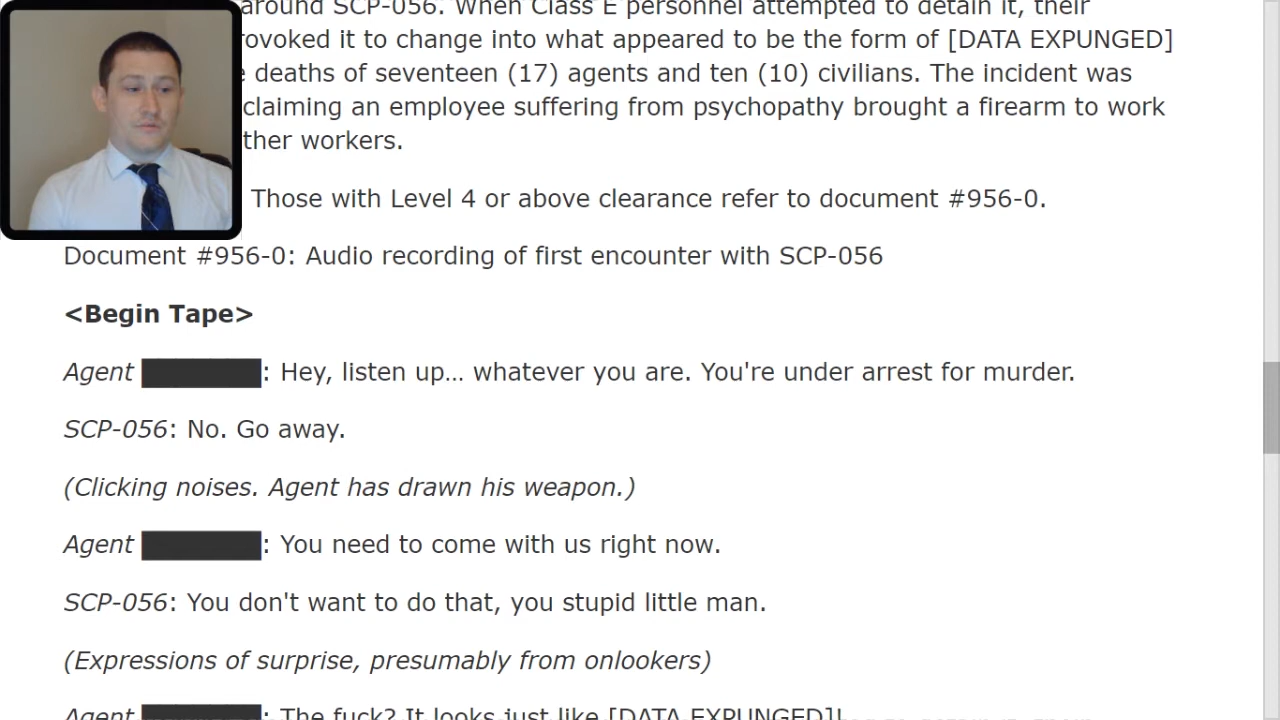 around SCP-056. When Class E personnel attempted to detain it, their
rovoked it to change into what appeared to be the form of [DATA EXPUNGED]
deaths of seventeen (17) agents and ten (10) civilians. The incident was
claiming an employee suffering from psychopathy brought a firearm to work
ther workers.
Those with Level 4 or above clearance refer to document #956-0.
Document #956-0: Audio recording of first encounter with SCP-056
<Begin Tape>
Agent ████████: Hey, listen up… whatever you are. You're under arrest for murder.
SCP-056: No. Go away.
(Clicking noises. Agent has drawn his weapon.)
Agent ████████: You need to come with us right now.
SCP-056: You don't want to do that, you stupid little man.
(Expressions of surprise, presumably from onlookers)
Agent ████████: The fuck? It looks just like [DATA EXPUNGED]!